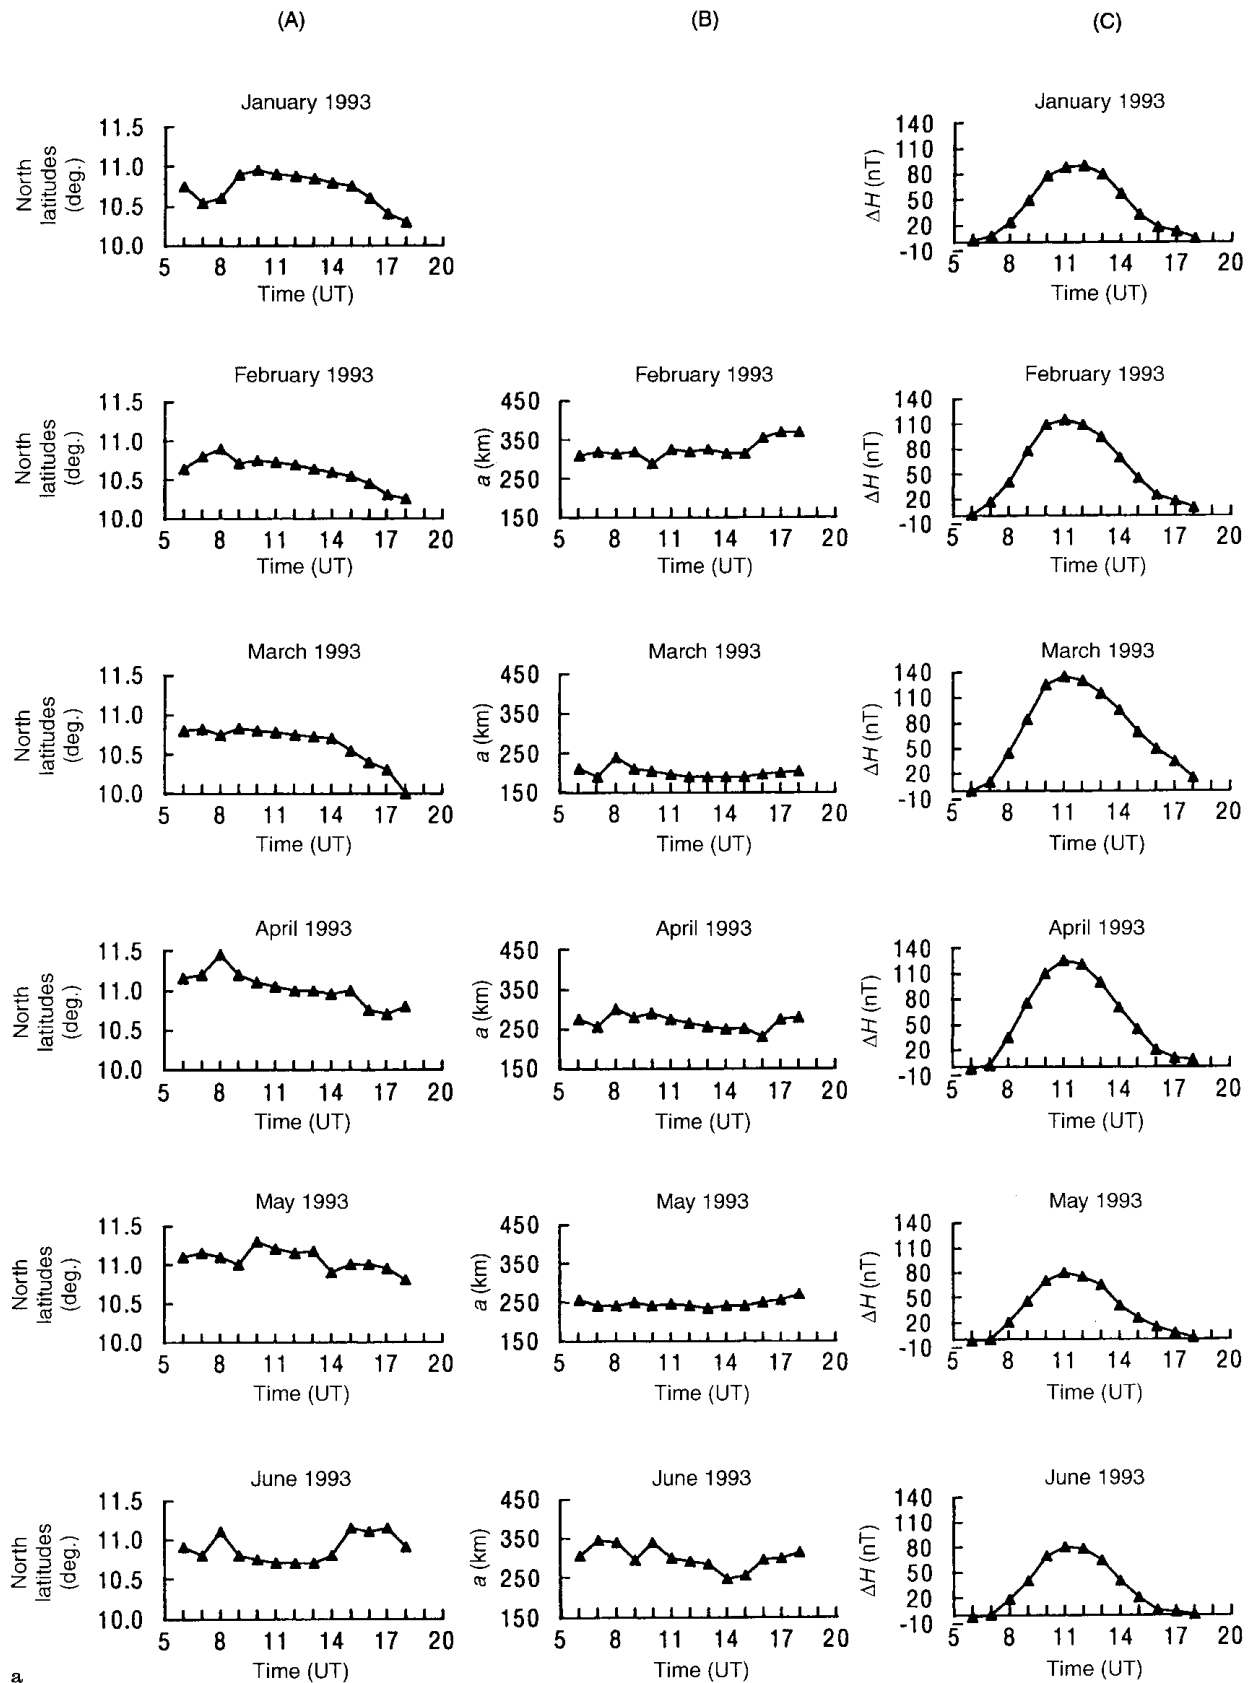 (A) (B) (C)
January 1993 January 1993
North latitudes (deg.)
11.5
11.0
10.5
10.0
5 8 11 14 17 20
Time (UT)
ΔH (nT)
140
110
80
50
20
-10
5 8 11 14 17 20
Time (UT)
February 1993 February 1993 February 1993
North latitudes (deg.)
11.5
11.0
10.5
10.0
5 8 11 14 17 20
Time (UT)
a (km)
450
350
250
150
5 8 11 14 17 20
Time (UT)
ΔH (nT)
140
110
80
50
20
-10
5 8 11 14 17 20
Time (UT)
March 1993 March 1993 March 1993
North latitudes (deg.)
11.5
11.0
10.5
10.0
5 8 11 14 17 20
Time (UT)
a (km)
450
350
250
150
5 8 11 14 17 20
Time (UT)
ΔH (nT)
140
110
80
50
20
-10
5 8 11 14 17 20
Time (UT)
April 1993 April 1993 April 1993
North latitudes (deg.)
11.5
11.0
10.5
10.0
5 8 11 14 17 20
Time (UT)
a (km)
450
350
250
150
5 8 11 14 17 20
Time (UT)
ΔH (nT)
140
110
80
50
20
-10
5 8 11 14 17 20
Time (UT)
May 1993 May 1993 May 1993
North latitudes (deg.)
11.5
11.0
10.5
10.0
5 8 11 14 17 20
Time (UT)
a (km)
450
350
250
150
5 8 11 14 17 20
Time (UT)
ΔH (nT)
140
110
80
50
20
-10
5 8 11 14 17 20
Time (UT)
June 1993 June 1993 June 1993
North latitudes (deg.)
11.5
11.0
10.5
10.0
5 8 11 14 17 20
Time (UT)
a (km)
450
350
250
150
5 8 11 14 17 20
Time (UT)
ΔH (nT)
140
110
80
50
20
-10
5 8 11 14 17 20
Time (UT)
a